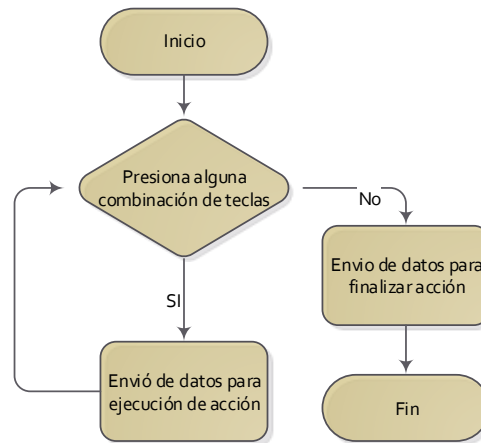 Inicio
Presiona alguna
combinación de teclas
No
Envio de datos para
finalizar acción
SI
Envió de datos para
ejecución de acción
Fin